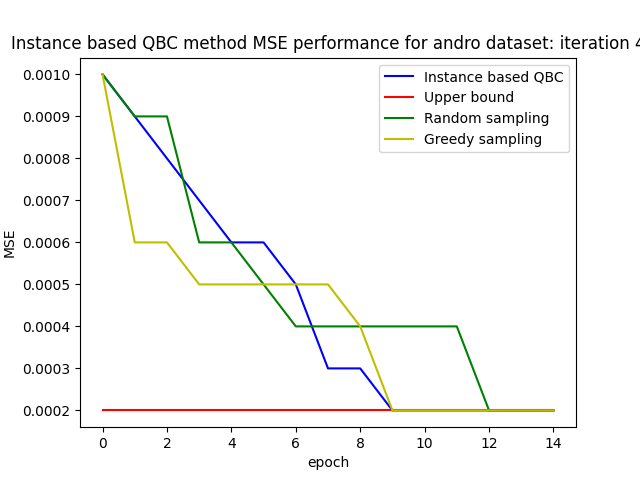 Instance based QBC method MSE performance for andro dataset: iteration 4
Instance based QBC
Upper bound
Random sampling
Greedy sampling
MSE
0.0010
0.0009
0.0008
0.0007
0.0006
0.0005
0.0004
0.0003
0.0002
0 2 4 6 8 10 12 14
epoch